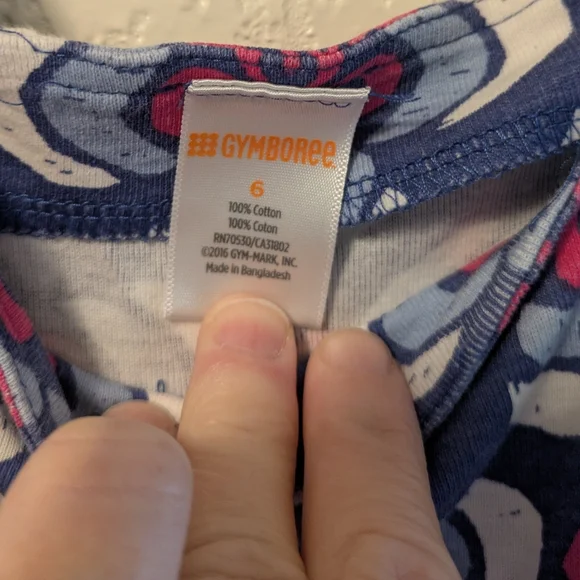 GYMBOREE
6
100% Cotton
100% Coton
RN70530/CA31802
©2016 GYM-MARK, INC.
Made in Bangladesh